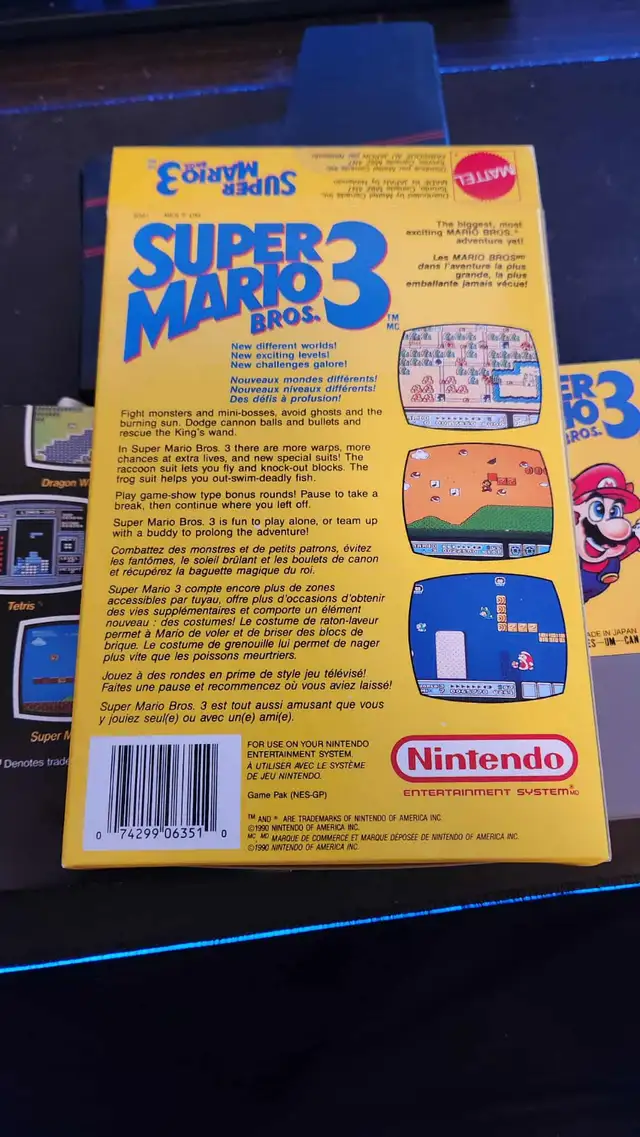 SUPER
MARIO
BROS.
3
MATTEL
SUPER
MARIO
BROS.
3
TM
MC
The biggest, most
exciting MARIO BROS.
adventure yet!
Les MARIO BROS
dans l'aventure la plus
grande, la plus
emballante jamais vécue!
New different worlds!
New exciting levels!
New challenges galore!
Nouveaux mondes différents!
Nouveaux niveaux différents!
Des défis à profusion!
Fight monsters and mini-bosses, avoid ghosts and the
burning sun. Dodge cannon balls and bullets and
rescue the King's wand.
In Super Mario Bros. 3 there are more warps, more
chances at extra lives, and new special suits! The
raccoon suit lets you fly and knock-out blocks. The
frog suit helps you out-swim-deadly fish.
Play game-show type bonus rounds! Pause to take a
break, then continue where you left off.
Super Mario Bros. 3 is fun to play alone, or team up
with a buddy to prolong the adventure!
Combattez des monstres et de petits patrons, évitez
les fantômes, le soleil brûlant et les boulets de canon
et récupérez la baguette magique du roi.
Super Mario 3 compte encore plus de zones
accessibles par tuyau, offre plus d'occasions d'obtenir
des vies supplémentaires et comporte un élément
nouveau : des costumes! Le costume de raton-laveur
permet à Mario de voler et de briser des blocs de
brique. Le costume de grenouille lui permet de nager
plus vite que les poissons meurtriers.
Jouez à des rondes en prime de style jeu télévisé!
Faites une pause et recommencez où vous aviez laissé!
Super Mario Bros. 3 est tout aussi amusant que vous
y jouiez seul(e) ou avec un(e) ami(e).
0 74299 06351 0
FOR USE ON YOUR NINTENDO
ENTERTAINMENT SYSTEM.
À UTILISER AVEC LE SYSTÈME
DE JEU NINTENDO.
Game Pak (NES-GP)
Nintendo
ENTERTAINMENT SYSTEM
MD
TM AND ® ARE TRADEMARKS OF NINTENDO OF AMERICA INC.
©1990 NINTENDO OF AMERICA INC.
MC MD MARQUE DE COMMERCE ET MARQUE DÉPOSÉE DE NINTENDO OF AMERICA INC.
©1990 NINTENDO OF AMERICA INC.
Dragon W
Tetris
Super M
Denotes trade
ER
IO
BROS.
3
ADE IN JAPAN
ES-UM-CAN